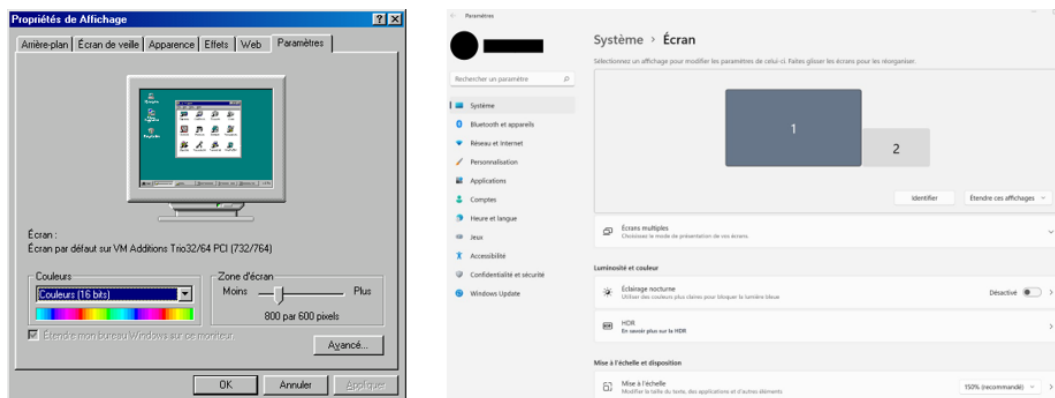 Propriétés de Affichage
Arrière-plan Écran de veille Apparence Effets Web Paramètres
Écran :
Écran par défaut sur VM Additions Trio32/64 PCI (732/764)
Couleurs
Couleurs (16 bits)
Zone d'écran
Moins Plus
800 par 600 pixels
Étendre mon bureau Windows sur ce moniteur.
Avancé...
OK Annuler Appliquer
Paramètres
Rechercher un paramètre
Système
Bluetooth et appareils
Réseau et Internet
Personnalisation
Applications
Comptes
Heure et langue
Jeux
Accessibilité
Confidentialité et sécurité
Windows Update
Système > Écran
Sélectionnez un affichage pour modifier les paramètres de celui-ci. Faites glisser les écrans pour les réorganiser.
1
2
Identifier Étendre ces affichages
Écrans multiples
Choisissez le mode de présentation de vos écrans
Luminosité et couleur
Éclairage nocturne
Utiliser des couleurs plus claires pour bloquer la lumière bleue
Désactivé
HDR
En savoir plus sur le HDR
Mise à l'échelle et disposition
Mise à l'échelle
Modifier la taille du texte, des applications et d'autres éléments
150% (recommandé)